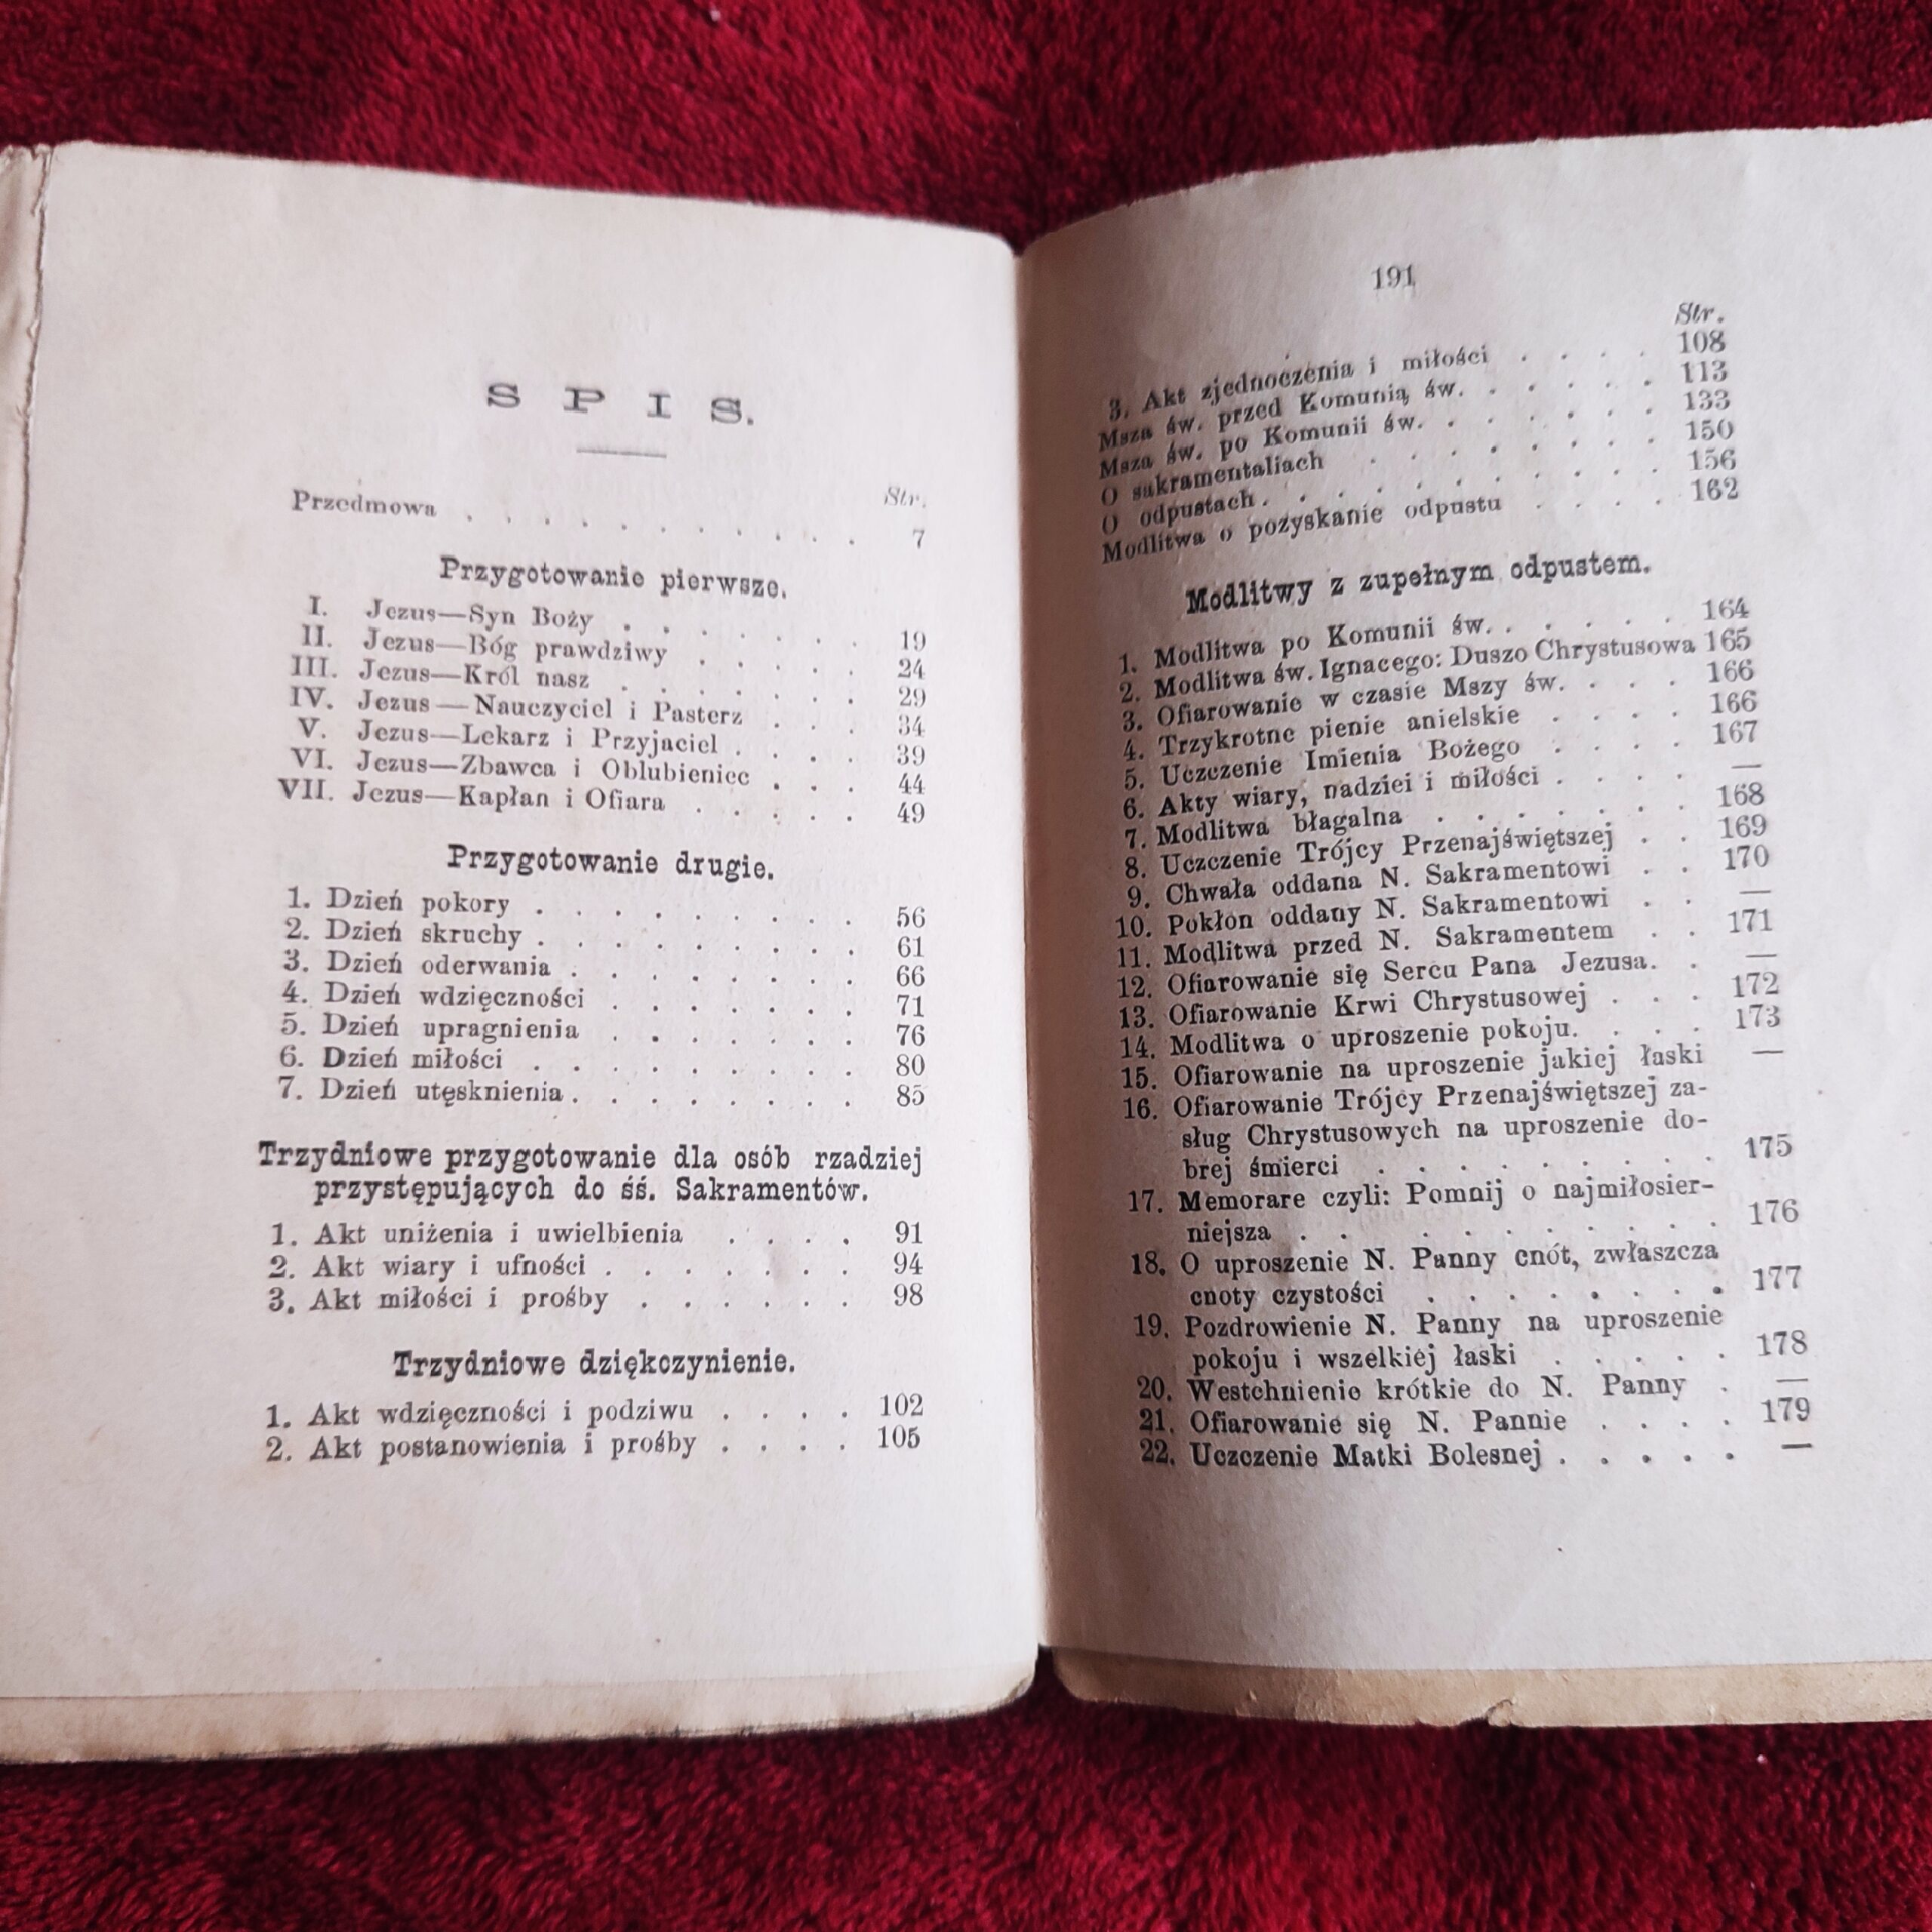 SPIS.
Str.
Przedmowa . . . . . . . . . . . 7
Przygotowanie pierwsze.
I. Jezus—Syn Boży . . . . . . . 19
II. Jezus—Bóg prawdziwy . . . . . 24
III. Jezus—Król nasz . . . . . . . 29
IV. Jezus—Nauczyciel i Pasterz . . . 34
V. Jezus—Lekarz i Przyjaciel . . . . 39
VI. Jezus—Zbawca i Oblubieniec . . . 44
VII. Jezus—Kapłan i Ofiara . . . . . 49
Przygotowanie drugie.
1. Dzień pokory . . . . . . . . . 56
2. Dzień skruchy . . . . . . . . . 61
3. Dzień oderwania . . . . . . . . 66
4. Dzień wdzięczności . . . . . . . 71
5. Dzień upragnienia . . . . . . . 76
6. Dzień miłości . . . . . . . . . 80
7. Dzień utęsknienia . . . . . . . . 85
Trzydniowe przygotowanie dla osób rzadziej
przystępujących do śś. Sakramentów.
1. Akt uniżenia i uwielbienia . . . . 91
2. Akt wiary i ufności . . . . . . . 94
3. Akt miłości i prośby . . . . . . 98
Trzydniowe dziękczynienie.
1. Akt wdzięczności i podziwu . . . . 102
2. Akt postanowienia i prośby . . . . 105
191
Str.
3. Akt zjednoczenia i miłości . . . . 108
Msza św. przed Komunią św. . . . . . 113
Msza św. po Komunii św. . . . . . . 133
O sakramentaliach . . . . . . . . 150
O odpustach . . . . . . . . . . 156
Modlitwa o pozyskanie odpustu . . . . 162
Modlitwy z zupełnym odpustem.
1. Modlitwa po Komunii św. . . . . . 164
2. Modlitwa św. Ignacego: Duszo Chrystusowa 165
3. Ofiarowanie w czasie Mszy św. . . . 166
4. Trzykrotne pienie anielskie . . . . 166
5. Uczczenie Imienia Bożego . . . . 167
6. Akty wiary, nadziei i miłości . . . . —
7. Modlitwa błagalna . . . . . . . 168
8. Uczczenie Trójcy Przenajświętszej . . 169
9. Chwała oddana N. Sakramentowi . . 170
10. Pokłon oddany N. Sakramentowi . . —
11. Modlitwa przed N. Sakramentem . . 171
12. Ofiarowanie się Sercu Pana Jezusa. . —
13. Ofiarowanie Krwi Chrystusowej . . . 172
14. Modlitwa o uproszenie pokoju. . . . 173
15. Ofiarowanie na uproszenie jakiej łaski —
16. Ofiarowanie Trójcy Przenajświętszej za-
sług Chrystusowych na uproszenie do-
brej śmierci . . . . . . . . . 175
17. Memorare czyli: Pomnij o najmiłosier-
niejsza . . . . . . . . . . . 176
18. O uproszenie N. Panny cnót, zwłaszcza
cnoty czystości . . . . . . . . 177
19. Pozdrowienie N. Panny na uproszenie
pokoju i wszelkiej łaski . . . . . 178
20. Westchnienie krótkie do N. Panny . —
21. Ofiarowanie się N. Pannie . . . . 179
22. Uczczenie Matki Bolesnej . . . . . —